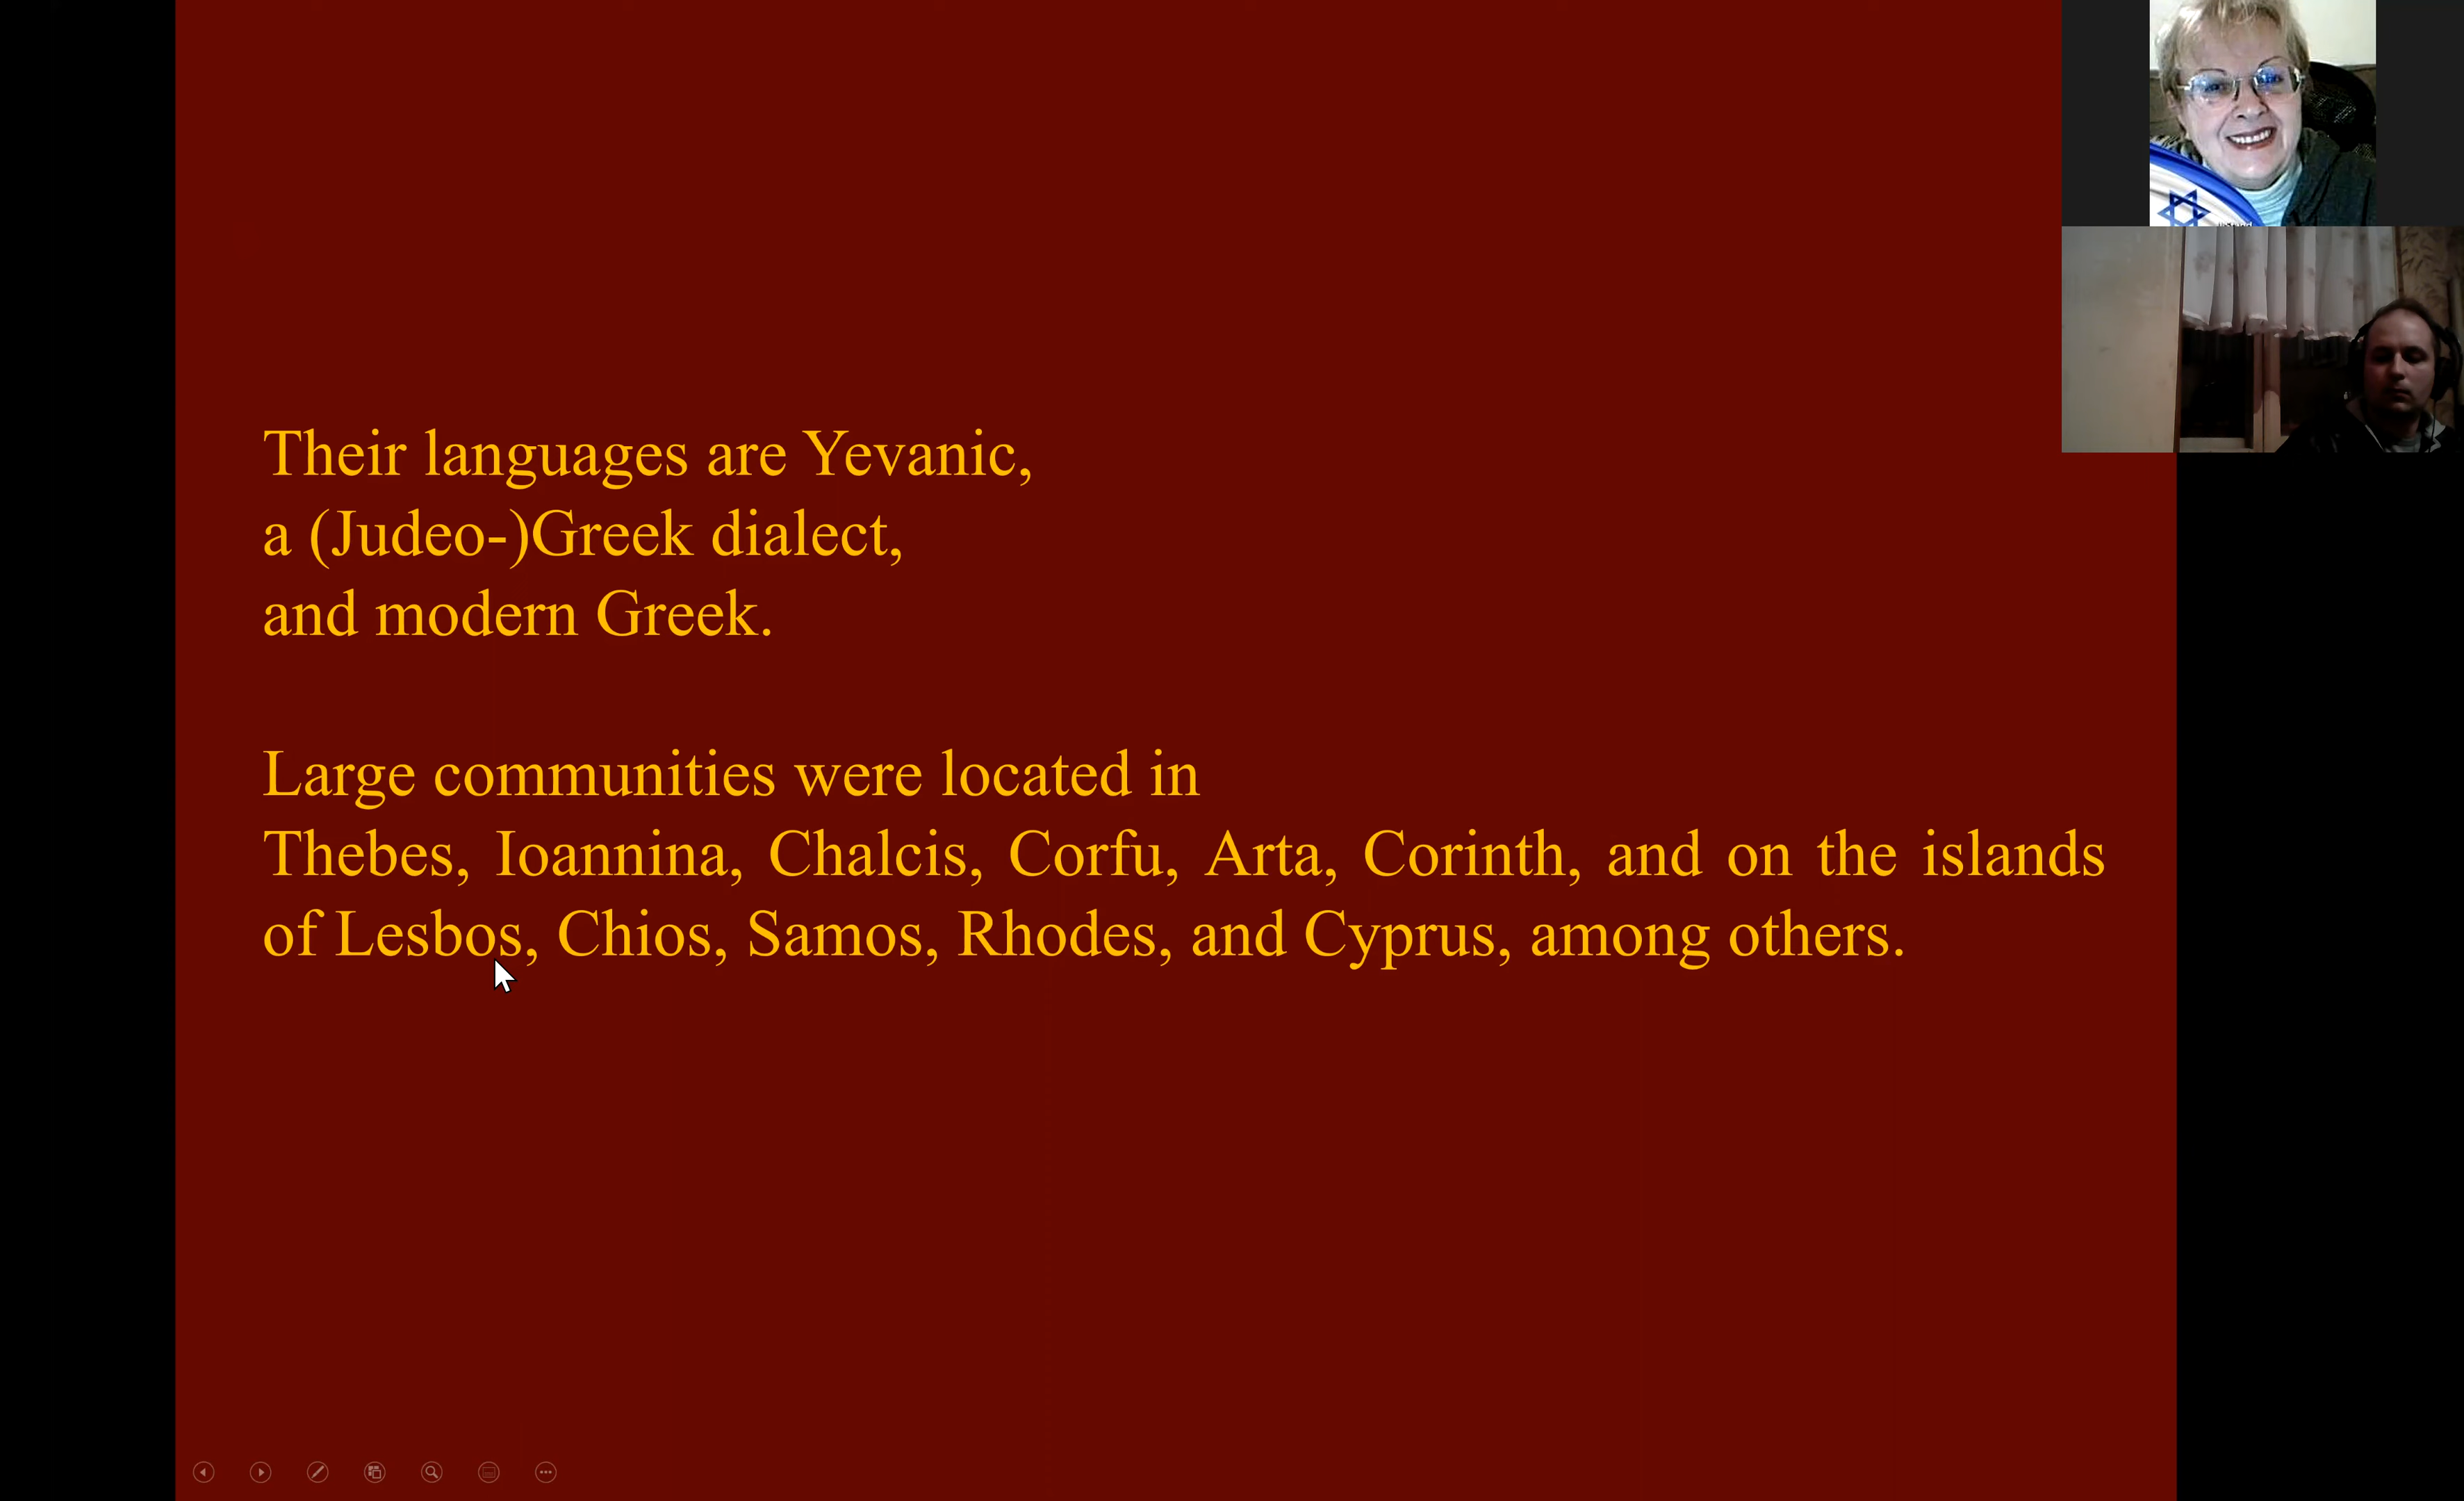 Their languages are Yevanic,
a (Judeo-)Greek dialect,
and modern Greek.
Large communities were located in
Thebes, Ioannina, Chalcis, Corfu, Arta, Corinth, and on the islands
of Lesbos, Chios, Samos, Rhodes, and Cyprus, among others.